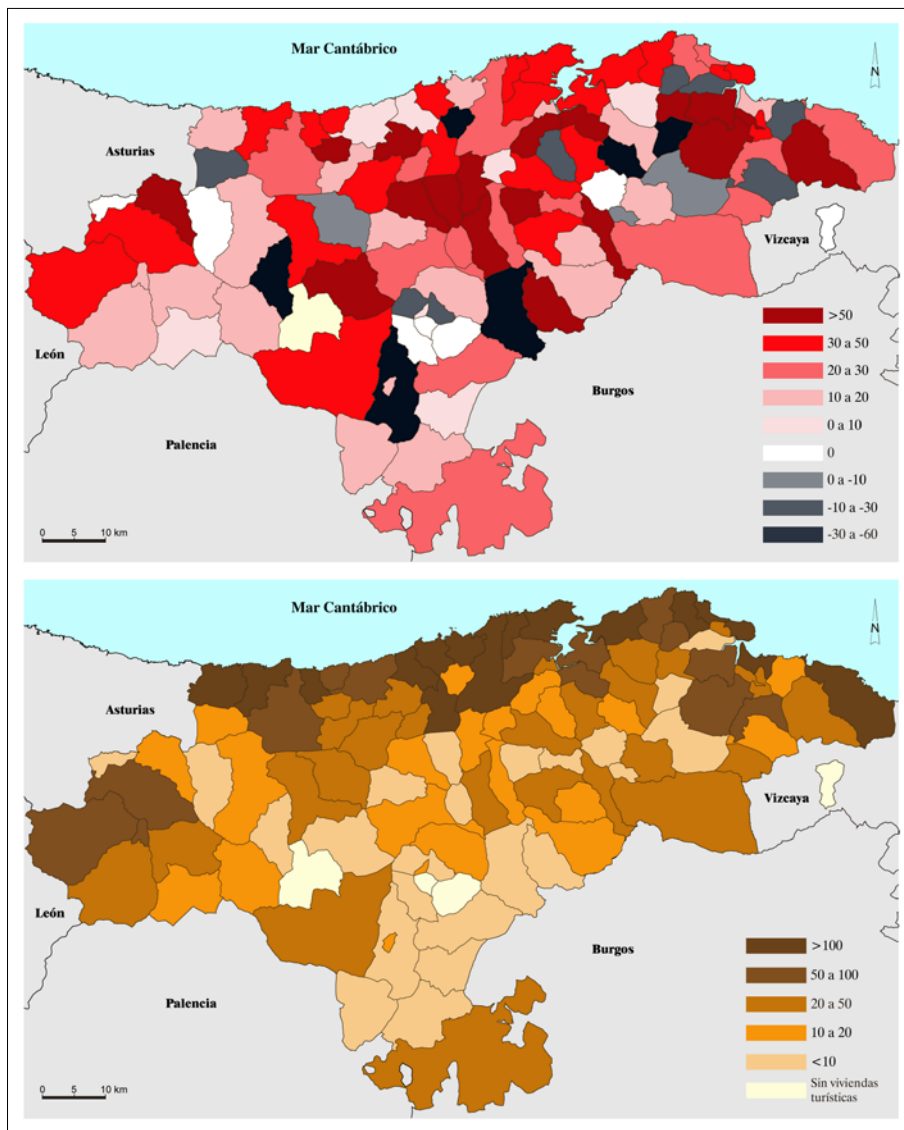 Mar Cantábrico
N
Asturias
Vizcaya
León
Burgos
Palencia
>50
30 a 50
20 a 30
10 a 20
0 a 10
0
0 a -10
-10 a -30
-30 a -60
0 5 10 km
Mar Cantábrico
N
Asturias
Vizcaya
León
Burgos
Palencia
>100
50 a 100
20 a 50
10 a 20
<10
Sin viviendas
turísticas
0 5 10 km